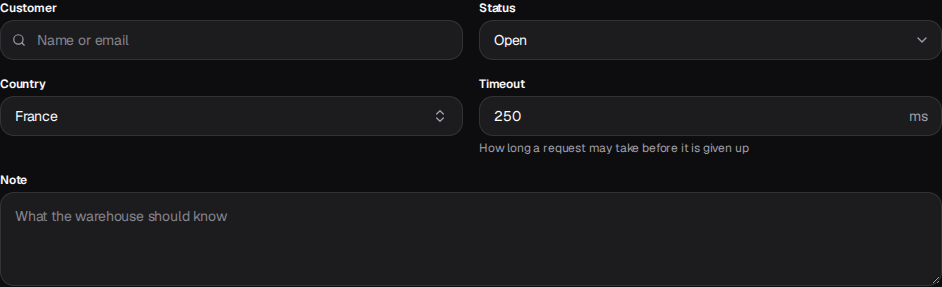 Customer
Status
Name or email
Open
Country
Timeout
France
250
ms
How long a request may take before it is given up
Note
What the warehouse should know